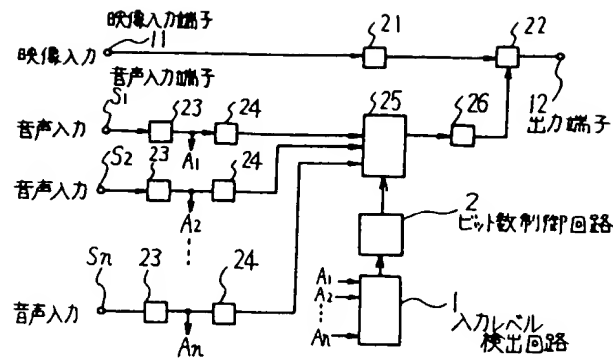 映像入力端子
21
22
映像入力
11
音声入力端子
S1
23
24
25
26
12
出力端子
音声入力
A1
S2
23
24
音声入力
A2
2
ビット数制御回路
Sn
23
24
A1
A2
音声入力
An
An
1
入力レベル
検出回路